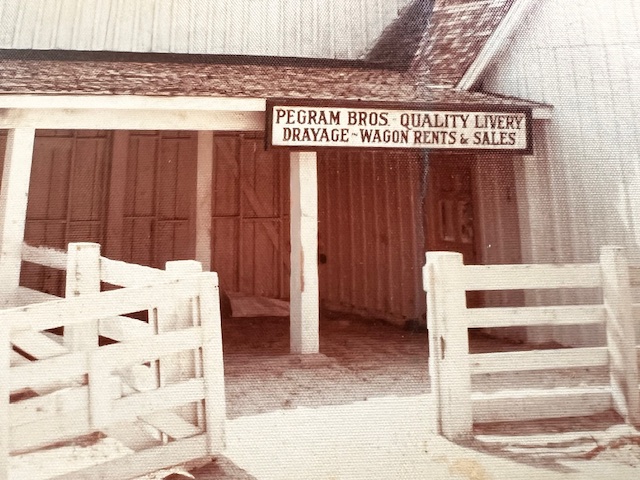 PEGRAM BROS.-QUALITY LIVERY
DRAYAGE~WAGON RENTS & SALES